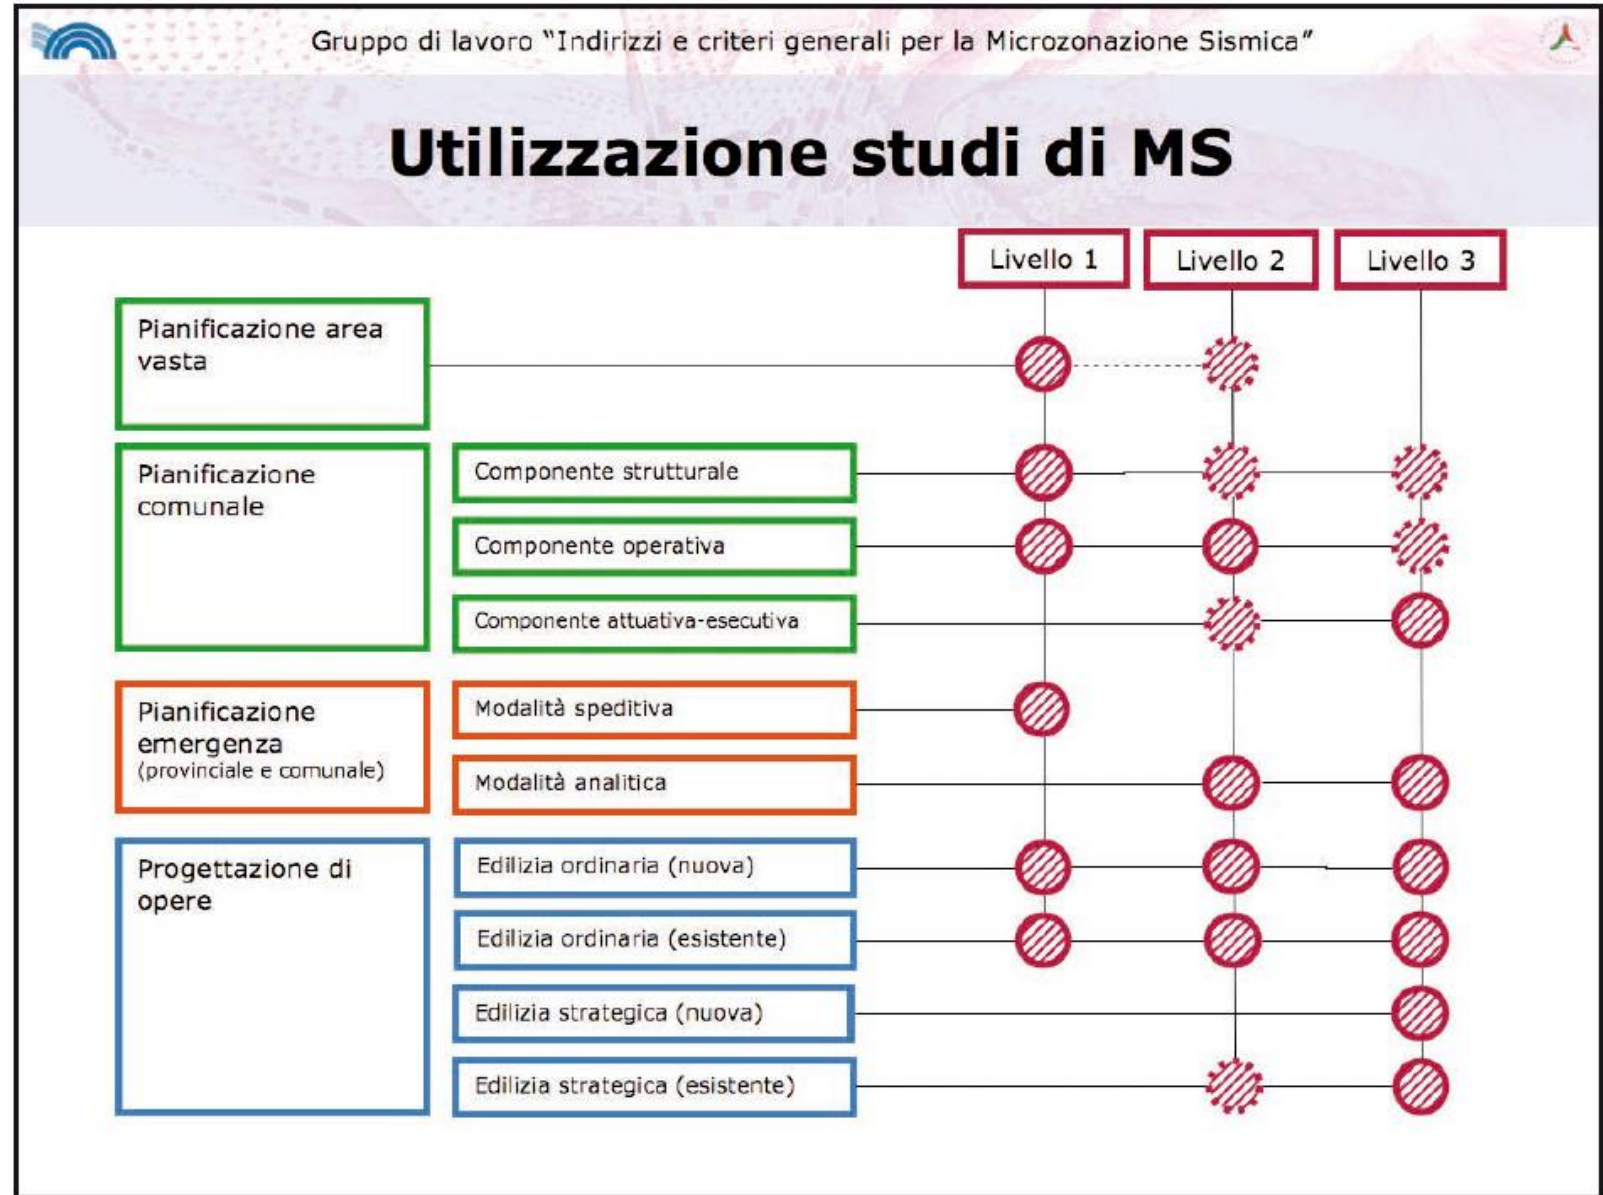 Gruppo di lavoro “Indirizzi e criteri generali per la Microzonazione Sismica”
Utilizzazione studi di MS
Livello 1
Livello 2
Livello 3
Pianificazione area
vasta
Pianificazione
comunale
Componente strutturale
Componente operativa
Componente attuativa-esecutiva
Pianificazione
emergenza
(provinciale e comunale)
Modalità speditiva
Modalità analitica
Progettazione di
opere
Edilizia ordinaria (nuova)
Edilizia ordinaria (esistente)
Edilizia strategica (nuova)
Edilizia strategica (esistente)